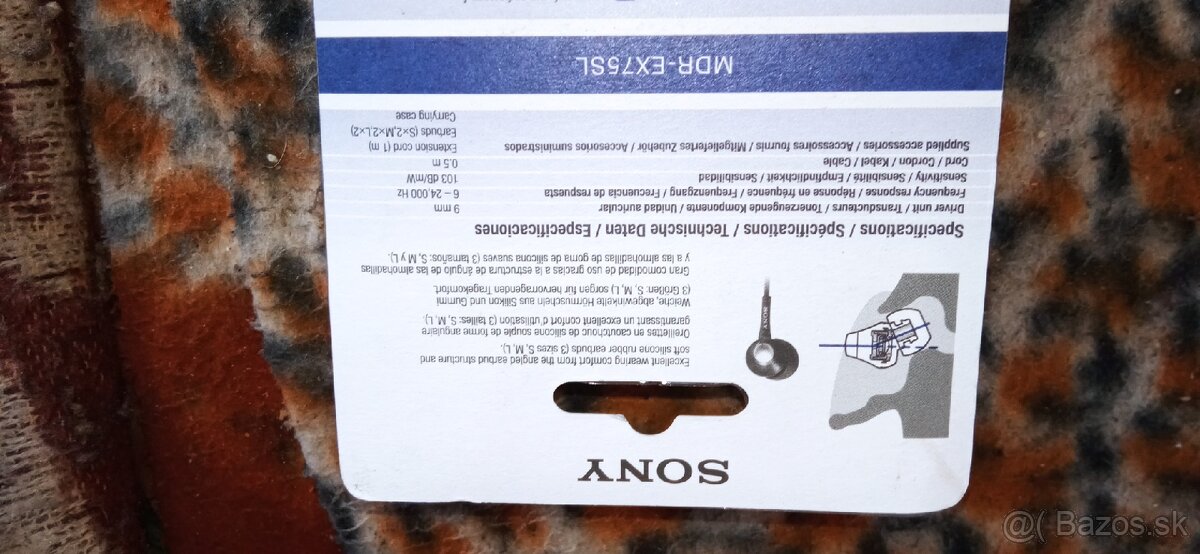 SONY
Excellent wearing comfort from the angled earbud structure and
soft silicone rubber earbuds (3 sizes: S, M, L).
Oreillettes en caoutchouc de silicone souple de forme angulaire
garantissant un excellent confort d'utilisation (3 tailles: S, M, L).
Weiche, abgewinkelte Hörmuscheln aus Silikon und Gummi
(3 Größen: S, M, L) sorgen für hervorragenden Tragekomfort.
Gran comodidad de uso gracias a la estructura de ángulo de las almohadillas
y a las almohadillas de goma de silicona suaves (3 tamaños: S, M y L).
SONY
Specifications / Spécifications / Technische Daten / Especificaciones
Driver unit / Transducteurs / Tonerzeugende Komponente / Unidad auricular 9 mm
Frequency response / Réponse en fréquence / Frequenzgang / Frecuencia de respuesta 6 – 24,000 Hz
Sensitivity / Sensibilité / Empfindlichkeit / Sensibilidad 103 dB/mW
Cord / Cordon / Kabel / Cable 0.5 m
Supplied accessories / Accessoires fournis / Mitgeliefertes Zubehör / Accesorios suministrados Extension cord (1 m)
Earbuds (S×2,M×2,L×2)
Carrying case
MDR-EX75SL
@( Bazos.sk